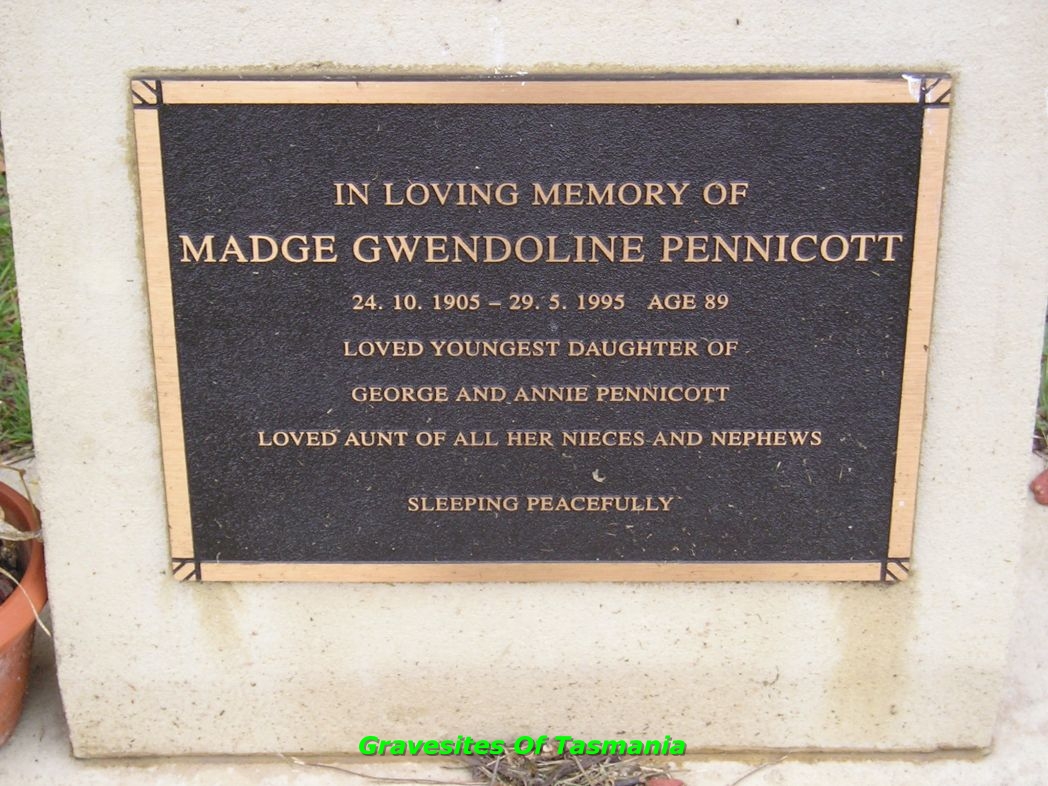 IN LOVING MEMORY OF
MADGE GWENDOLINE PENNICOTT
24. 10. 1905 – 29. 5. 1995 AGE 89
LOVED YOUNGEST DAUGHTER OF
GEORGE AND ANNIE PENNICOTT
LOVED AUNT OF ALL HER NIECES AND NEPHEWS
SLEEPING PEACEFULLY
Gravesites Of Tasmania